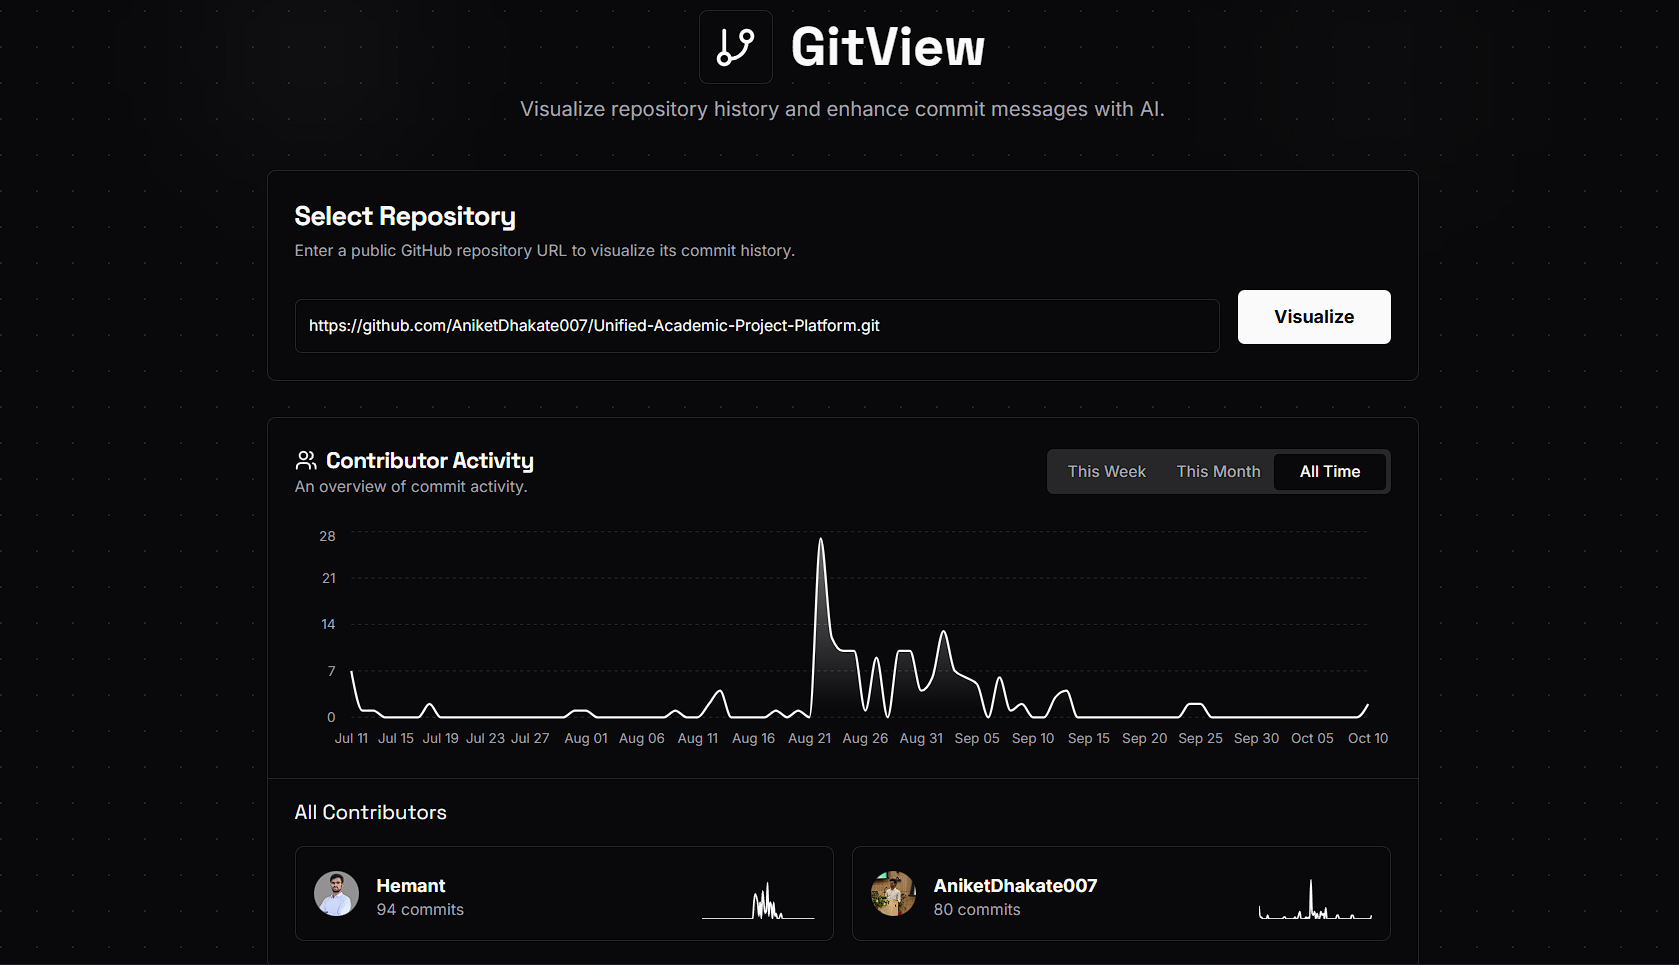 GitView
Visualize repository history and enhance commit messages with AI.
Select Repository
Enter a public GitHub repository URL to visualize its commit history.
https://github.com/AniketDhakate007/Unified-Academic-Project-Platform.git
Visualize
Contributor Activity
An overview of commit activity.
This Week This Month All Time
28
21
14
7
0
Jul 11 Jul 15 Jul 19 Jul 23 Jul 27 Aug 01 Aug 06 Aug 11 Aug 16 Aug 21 Aug 26 Aug 31 Sep 05 Sep 10 Sep 15 Sep 20 Sep 25 Sep 30 Oct 05 Oct 10
All Contributors
Hemant
94 commits
AniketDhakate007
80 commits